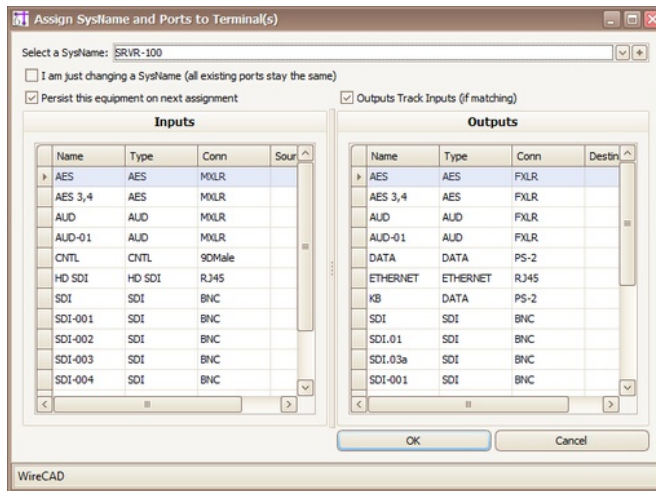 Assign SysName and Ports to Terminal(s)
Select a SysName: SRVR-100
I am just changing a SysName (all existing ports stay the same)
Persist this equipment on next assignment
Outputs Track Inputs (if matching)
Inputs
Name Type Conn Sour
AES AES MXLR
AES 3,4 AES MXLR
AUD AUD MXLR
AUD-01 AUD MXLR
CNTL CNTL 9DMale
HD SDI HD SDI RJ45
SDI SDI BNC
SDI-001 SDI BNC
SDI-002 SDI BNC
SDI-003 SDI BNC
SDI-004 SDI BNC
Outputs
Name Type Conn Destin
AES AES FXLR
AES 3,4 AES FXLR
AUD AUD FXLR
AUD-01 AUD FXLR
DATA DATA PS-2
ETHERNET ETHERNET RJ45
KB DATA PS-2
SDI SDI BNC
SDI.01 SDI BNC
SDI.03a SDI BNC
SDI-001 SDI BNC
OK Cancel
WireCAD